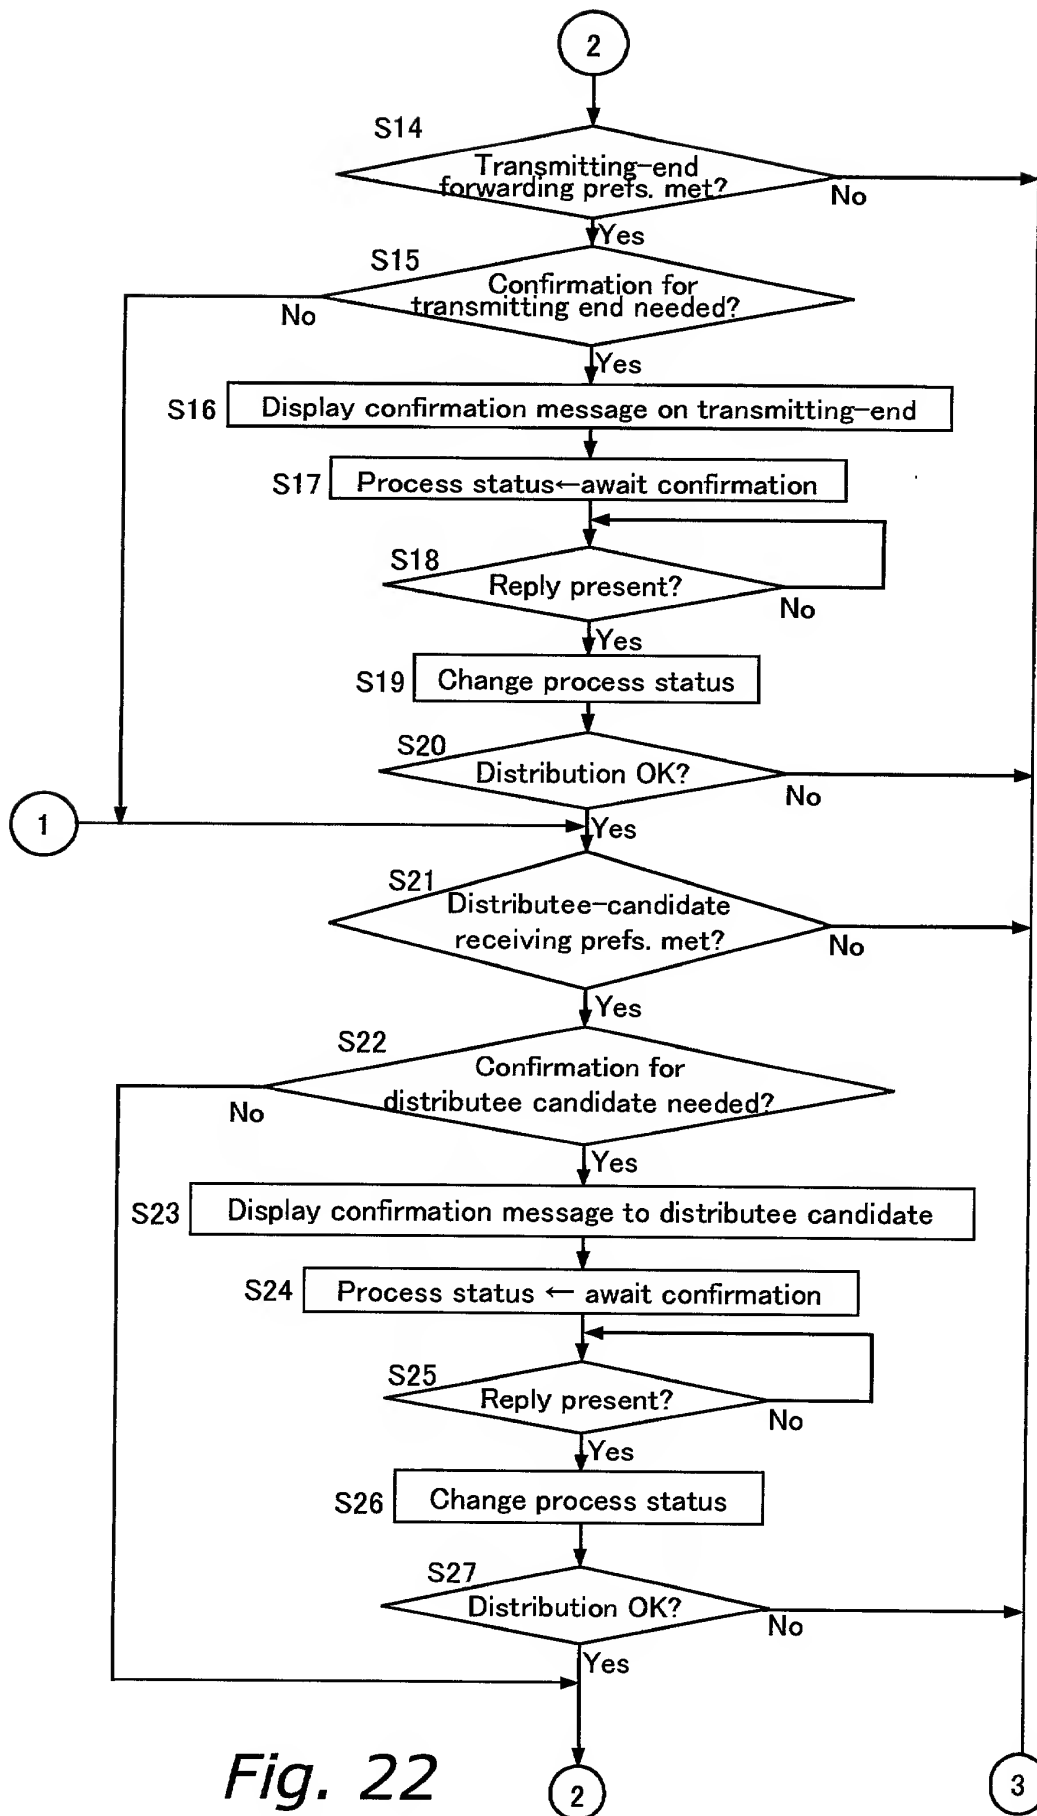 2
S14
Transmitting-end
forwarding prefs. met?
No
Yes
S15
Confirmation for
transmitting end needed?
No
Yes
S16
Display confirmation message on transmitting-end
S17
Process status←await confirmation
S18
Reply present?
No
Yes
S19
Change process status
S20
Distribution OK?
No
1
Yes
S21
Distributee-candidate
receiving prefs. met?
No
Yes
S22
Confirmation for
distributee candidate needed?
No
Yes
S23
Display confirmation message to distributee candidate
S24
Process status ← await confirmation
S25
Reply present?
No
Yes
S26
Change process status
S27
Distribution OK?
No
Yes
Fig. 22
2
3